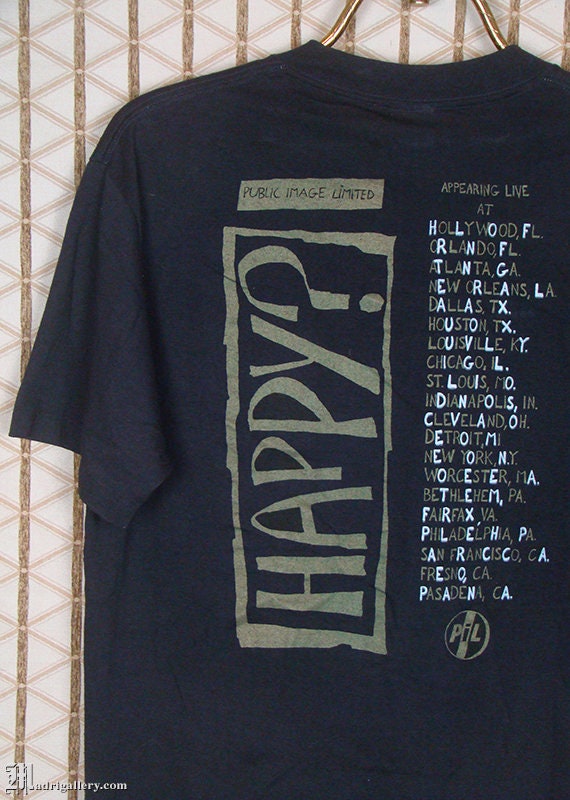 PUBLIC IMAGE LIMITED
HAPPY?
APPEARING LIVE
AT
HOLLYWOOD, FL.
ORLANDO, FL.
ATLANTA, GA.
NEW ORLEANS, LA.
DALLAS, TX.
HOUSTON, TX.
LOUISVILLE, KY.
CHICAGO, IL.
ST. LOUIS, MO.
INDIANAPOLIS, IN.
CLEVELAND, OH.
DETROIT, MI
NEW YORK, N.Y.
WORCESTER, MA.
BETHLEHEM, PA.
FAIRFAX, VA.
PHILADELPHIA, PA.
SAN FRANCISCO, CA.
FRESNO, CA.
PASADENA, CA.
PiL
Madrigallery.com